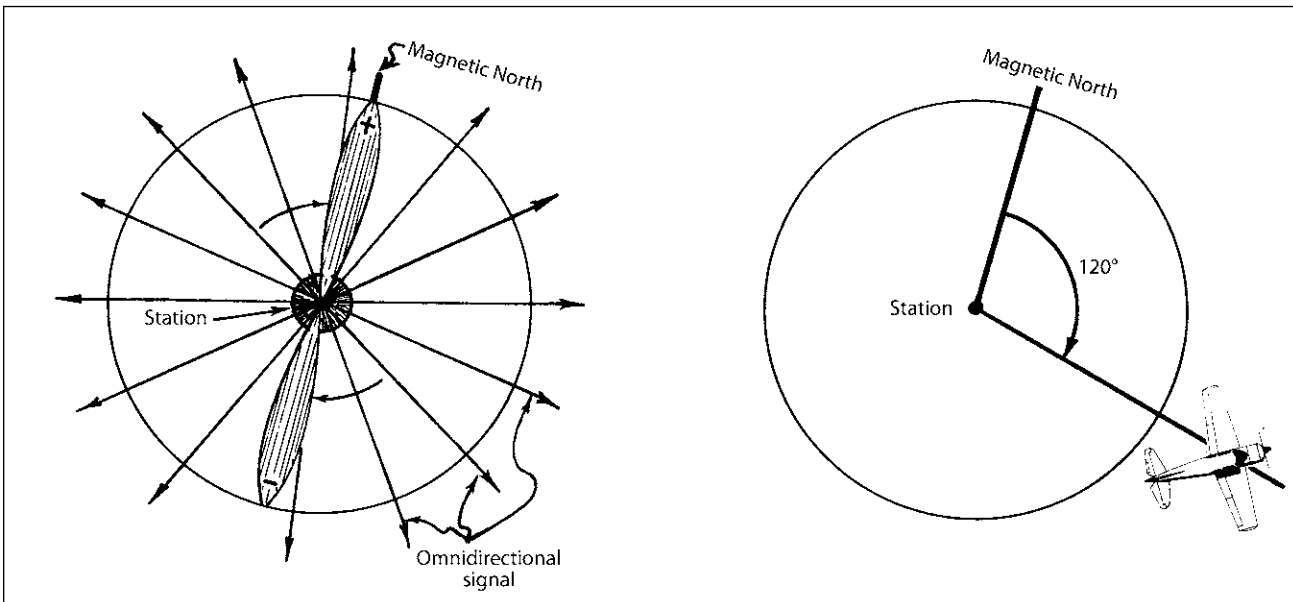 Magnetic North
+
Station
−
Omnidirectional
signal
Magnetic North
120°
Station